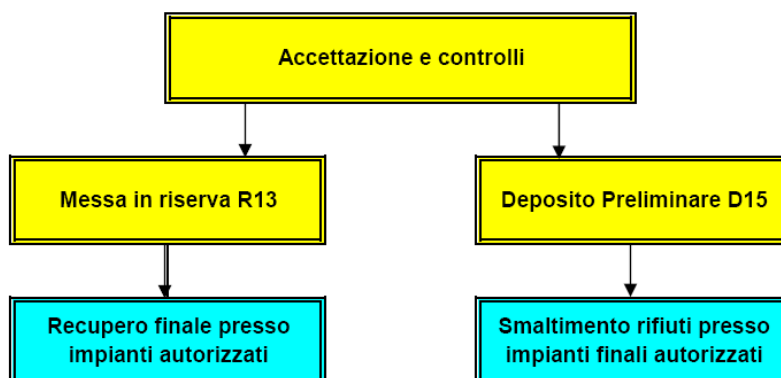 Accettazione e controlli
Messa in riserva R13
Deposito Preliminare D15
Recupero finale presso
impianti autorizzati
Smaltimento rifiuti presso
impianti finali autorizzati